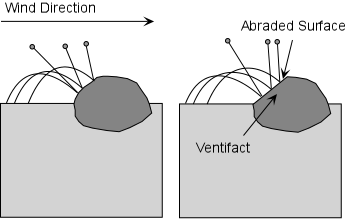 Wind Direction
Abraded Surface
Ventifact